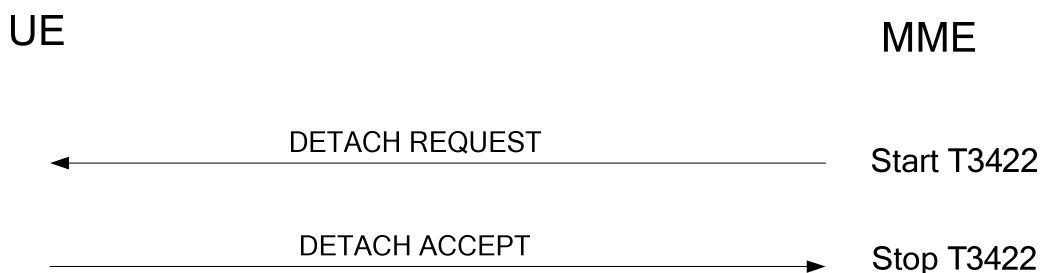 UE
MME
DETACH REQUEST
Start T3422
DETACH ACCEPT
Stop T3422